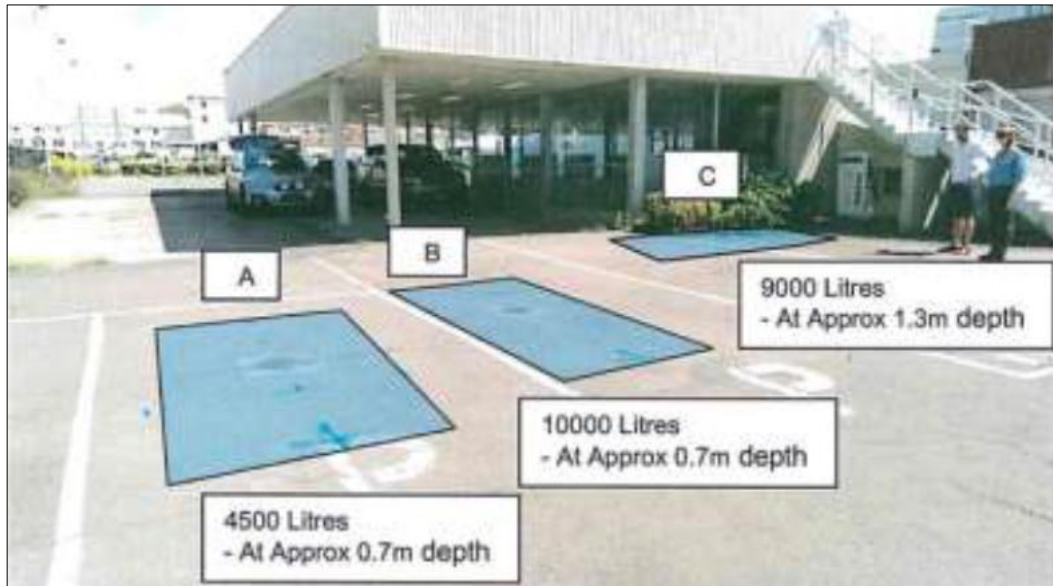 A
B
C
9000 Litres
- At Approx 1.3m depth
10000 Litres
- At Approx 0.7m depth
4500 Litres
- At Approx 0.7m depth